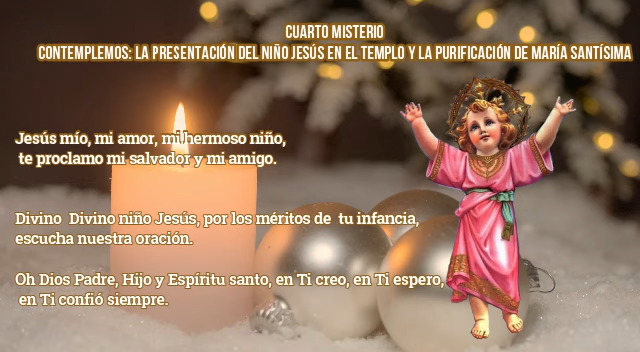 CUARTO MISTERIO
CONTEMPLEMOS: LA PRESENTACIÓN DEL NIÑO JESÚS EN EL TEMPLO Y LA PURIFICACIÓN DE MARÍA SANTÍSIMA
Jesús mío, mi amor, mi hermoso niño,
te proclamo mi salvador y mi amigo.
Divino  Divino niño Jesús, por los méritos de  tu infancia,
escucha nuestra oración.
Oh Dios Padre, Hijo y Espíritu santo, en Ti creo, en Ti espero,
en Ti confió siempre.